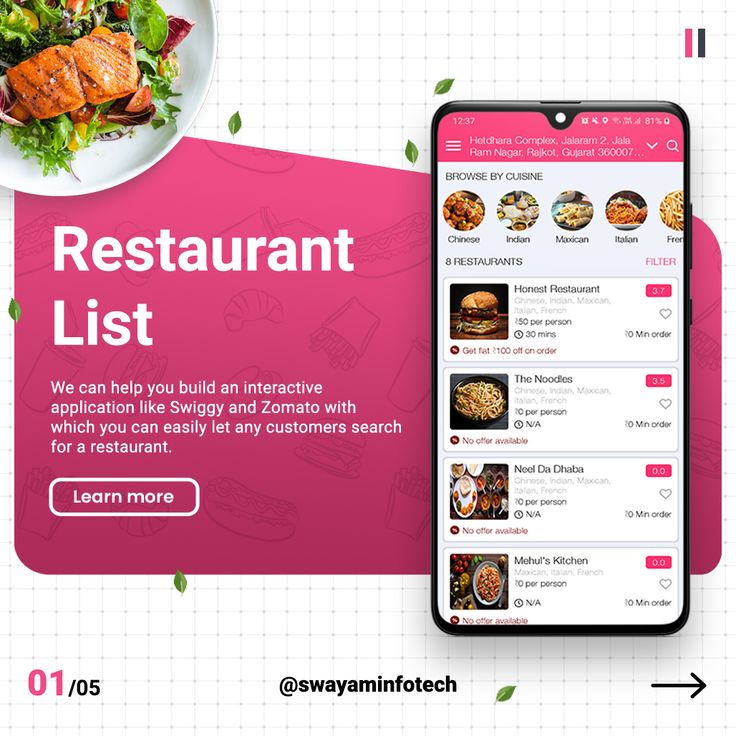 Restaurant
List
We can help you build an interactive
application like Swiggy and Zomato with
which you can easily let any customers search
for a restaurant.
Learn more
12:37
81%
Hetdhara Complex, Jalaram 2, Jala
Ram Nagar, Rajkot, Gujarat 360007...
BROWSE BY CUISINE
Chinese Indian Maxican Italian Fren
8 RESTAURANTS FILTER
Honest Restaurant 3.7
Chinese, Indian, Maxican,
Italian, French
₹50 per person
30 mins ₹0 Min order
Get flat ₹100 off on order
The Noodles 3.5
Chinese, Indian, Maxican,
Italian, French
₹0 per person
N/A ₹0 Min order
No offer available
Neel Da Dhaba 0.0
Chinese, Indian, Maxican,
Italian, French
₹0 per person
N/A ₹0 Min order
No offer available
Mehul's Kitchen 0.0
Maxican, Italian, French
₹0 per person
N/A ₹0 Min order
No offer available
01/05
@swayaminfotech